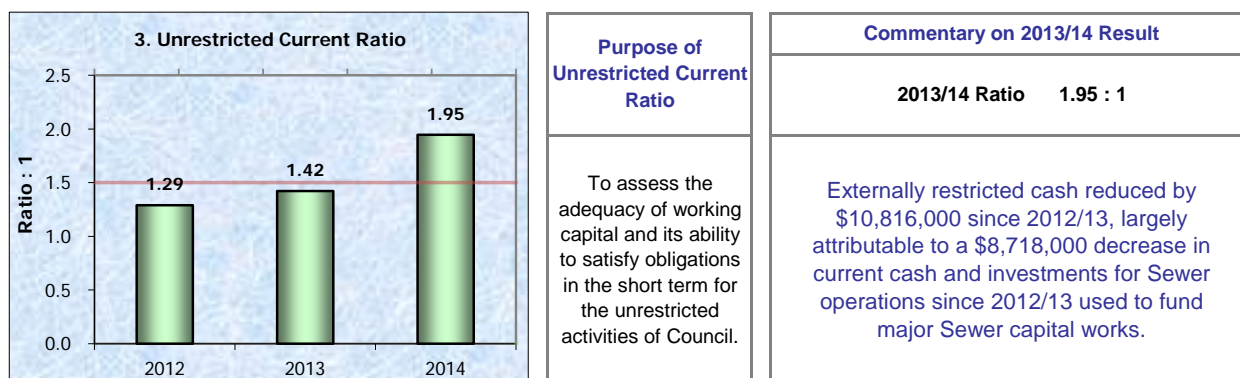 3. Unrestricted Current Ratio
2.5
2.0
1.5
1.0
0.5
0.0
Ratio : 1
1.29
1.42
1.95
2012
2013
2014
Purpose of
Unrestricted Current
Ratio
To assess the
adequacy of working
capital and its ability
to satisfy obligations
in the short term for
the unrestricted
activities of Council.
Commentary on 2013/14 Result
2013/14 Ratio 1.95 : 1
Externally restricted cash reduced by
$10,816,000 since 2012/13, largely
attributable to a $8,718,000 decrease in
current cash and investments for Sewer
operations since 2012/13 used to fund
major Sewer capital works.